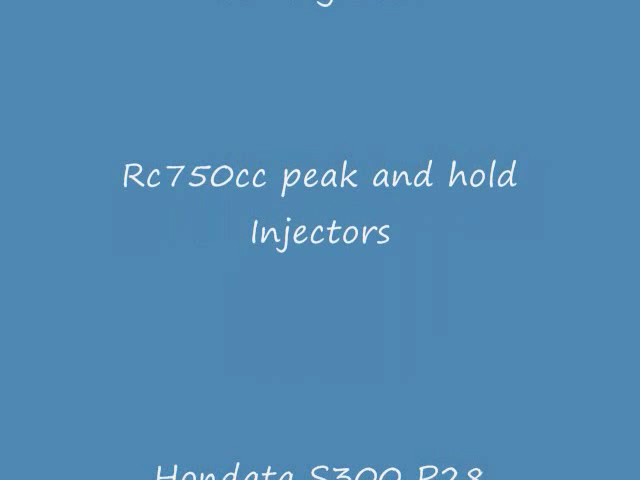 Rc750cc peak and hold
Injectors
Hondata S300 P28